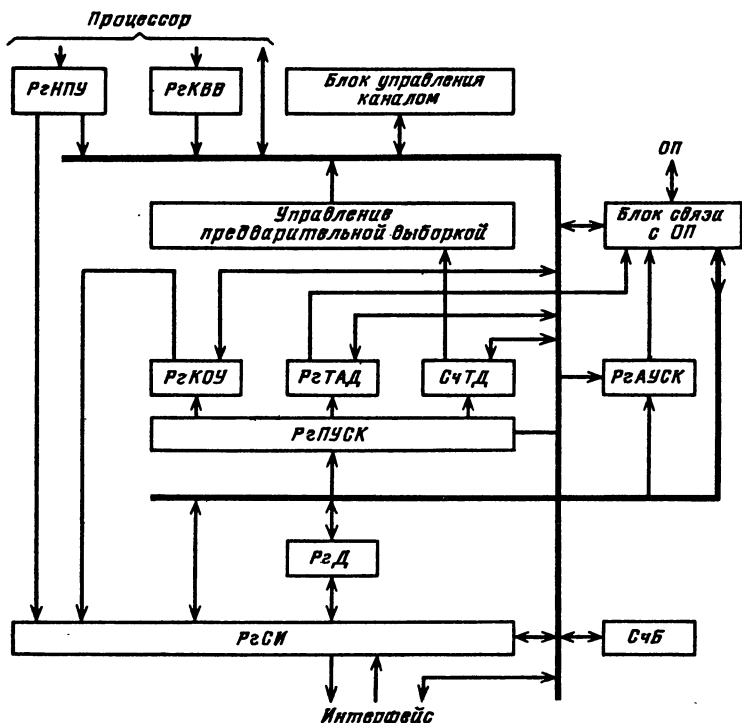 Процессор
РгНПУ
РгКВВ
Блок управления
каналом
ОП
Управление
предварительной выборкой
Блок связа
с ОП
РгКОУ
РгТАД
СчТД
РгАУСК
РгПУСК
РгД
РгСИ
СчБ
Интерфейс